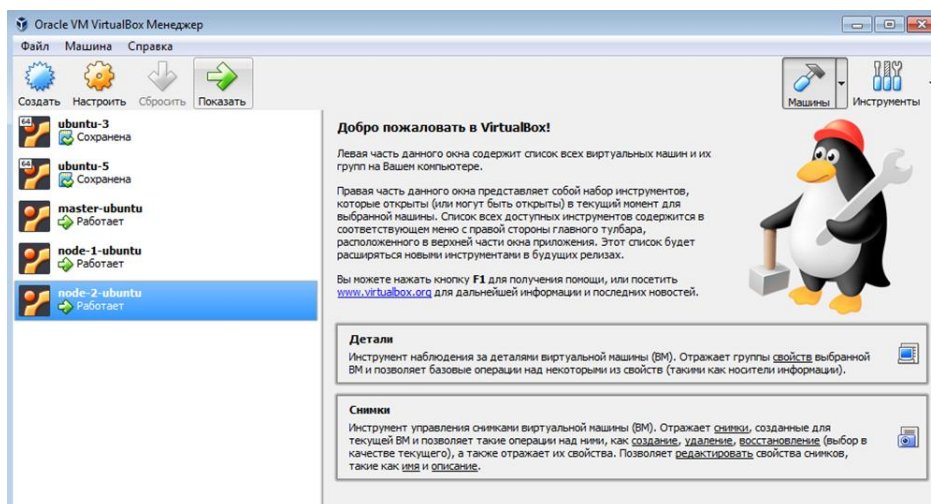 Oracle VM VirtualBox Менеджер
Файл Машина Справка
Создать Настроить Сбросить Показать Машины Инструменты
64 ubuntu-3
Сохранена
64 ubuntu-5
Сохранена
master-ubuntu
Работает
node-1-ubuntu
Работает
node-2-ubuntu
Работает
Добро пожаловать в VirtualBox!
Левая часть данного окна содержит список всех виртуальных машин и их
групп на Вашем компьютере.
Правая часть данного окна представляет собой набор инструментов,
которые открыты (или могут быть открыты) в текущий момент для
выбранной машины. Список всех доступных инструментов содержится в
соответствующем меню с правой стороны главного тулбара,
расположенного в верхней части окна приложения. Этот список будет
расширяться новыми инструментами в будущих релизах.
Вы можете нажать кнопку F1 для получения помощи, или посетить
www.virtualbox.org для дальнейшей информации и последних новостей.
Детали
Инструмент наблюдения за деталями виртуальной машины (ВМ). Отражает группы свойств выбранной
ВМ и позволяет базовые операции над некоторыми из свойств (такими как носители информации).
Снимки
Инструмент управления снимками виртуальной машины (ВМ). Отражает снимки, созданные для
текущей ВМ и позволяет такие операции над ними, как создание, удаление, восстановление (выбор в
качестве текущего), а также отражает их свойства. Позволяет редактировать свойства снимков,
такие как имя и описание.